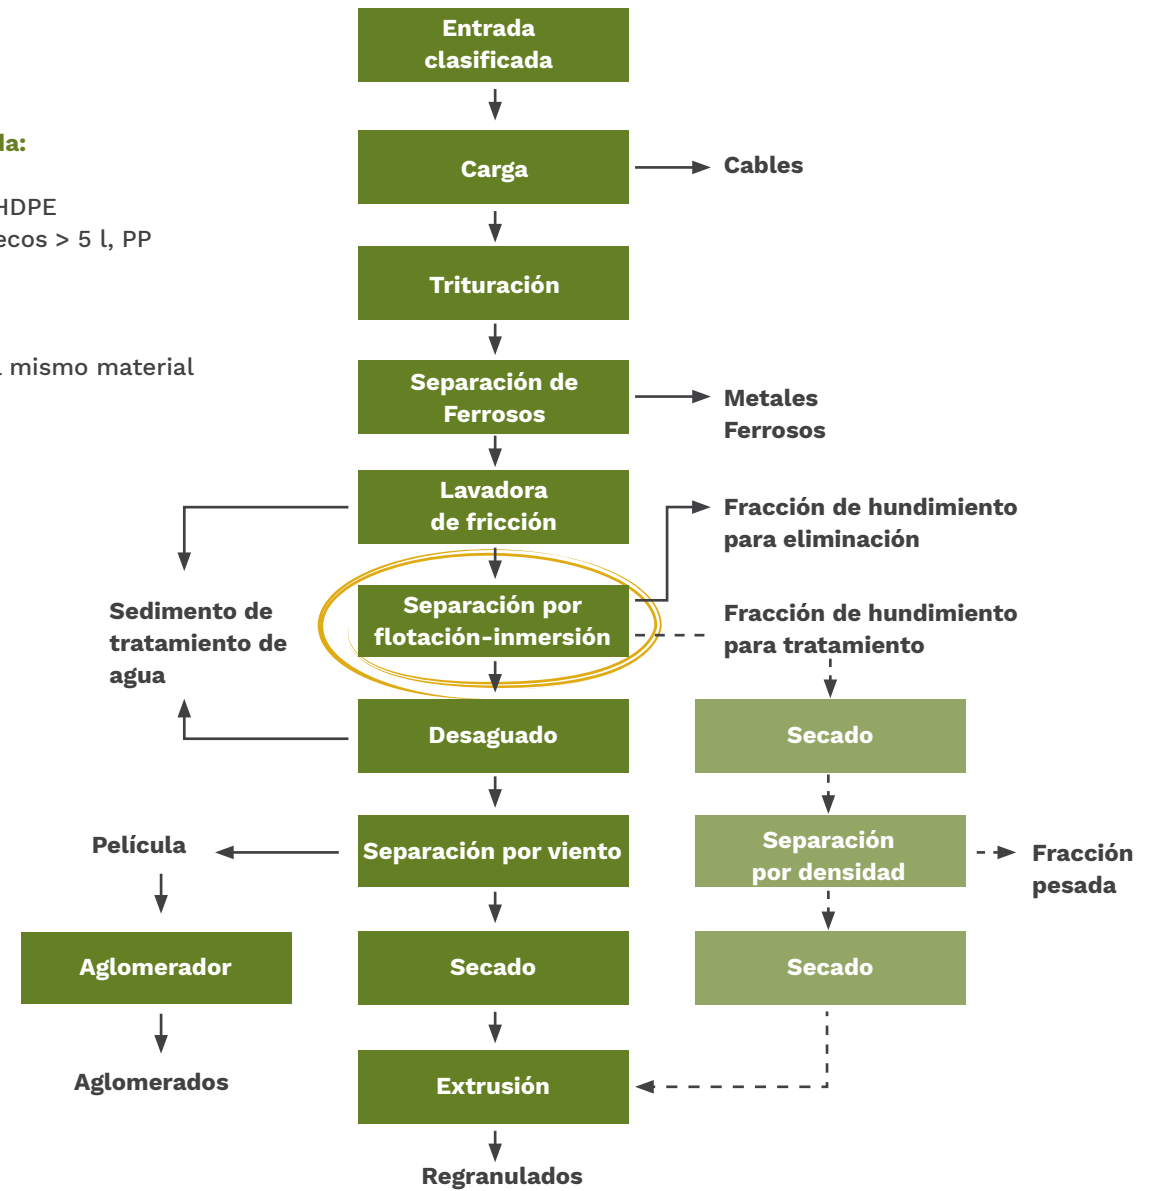 Entrada
clasificada
da:
HDPE
ecos > 5 l, PP
mismo material
Carga
Cables
Trituración
Separación de
Ferrosos
Metales
Ferrosos
Lavadora
de fricción
Fracción de hundimiento
para eliminación
Separación por
flotación-inmersión
Fracción de hundimiento
para tratamiento
Sedimento de
tratamiento de
agua
Desaguado
Secado
Película
Separación por viento
Separación
por densidad
Fracción
pesada
Aglomerador
Secado
Secado
Aglomerados
Extrusión
Regranulados